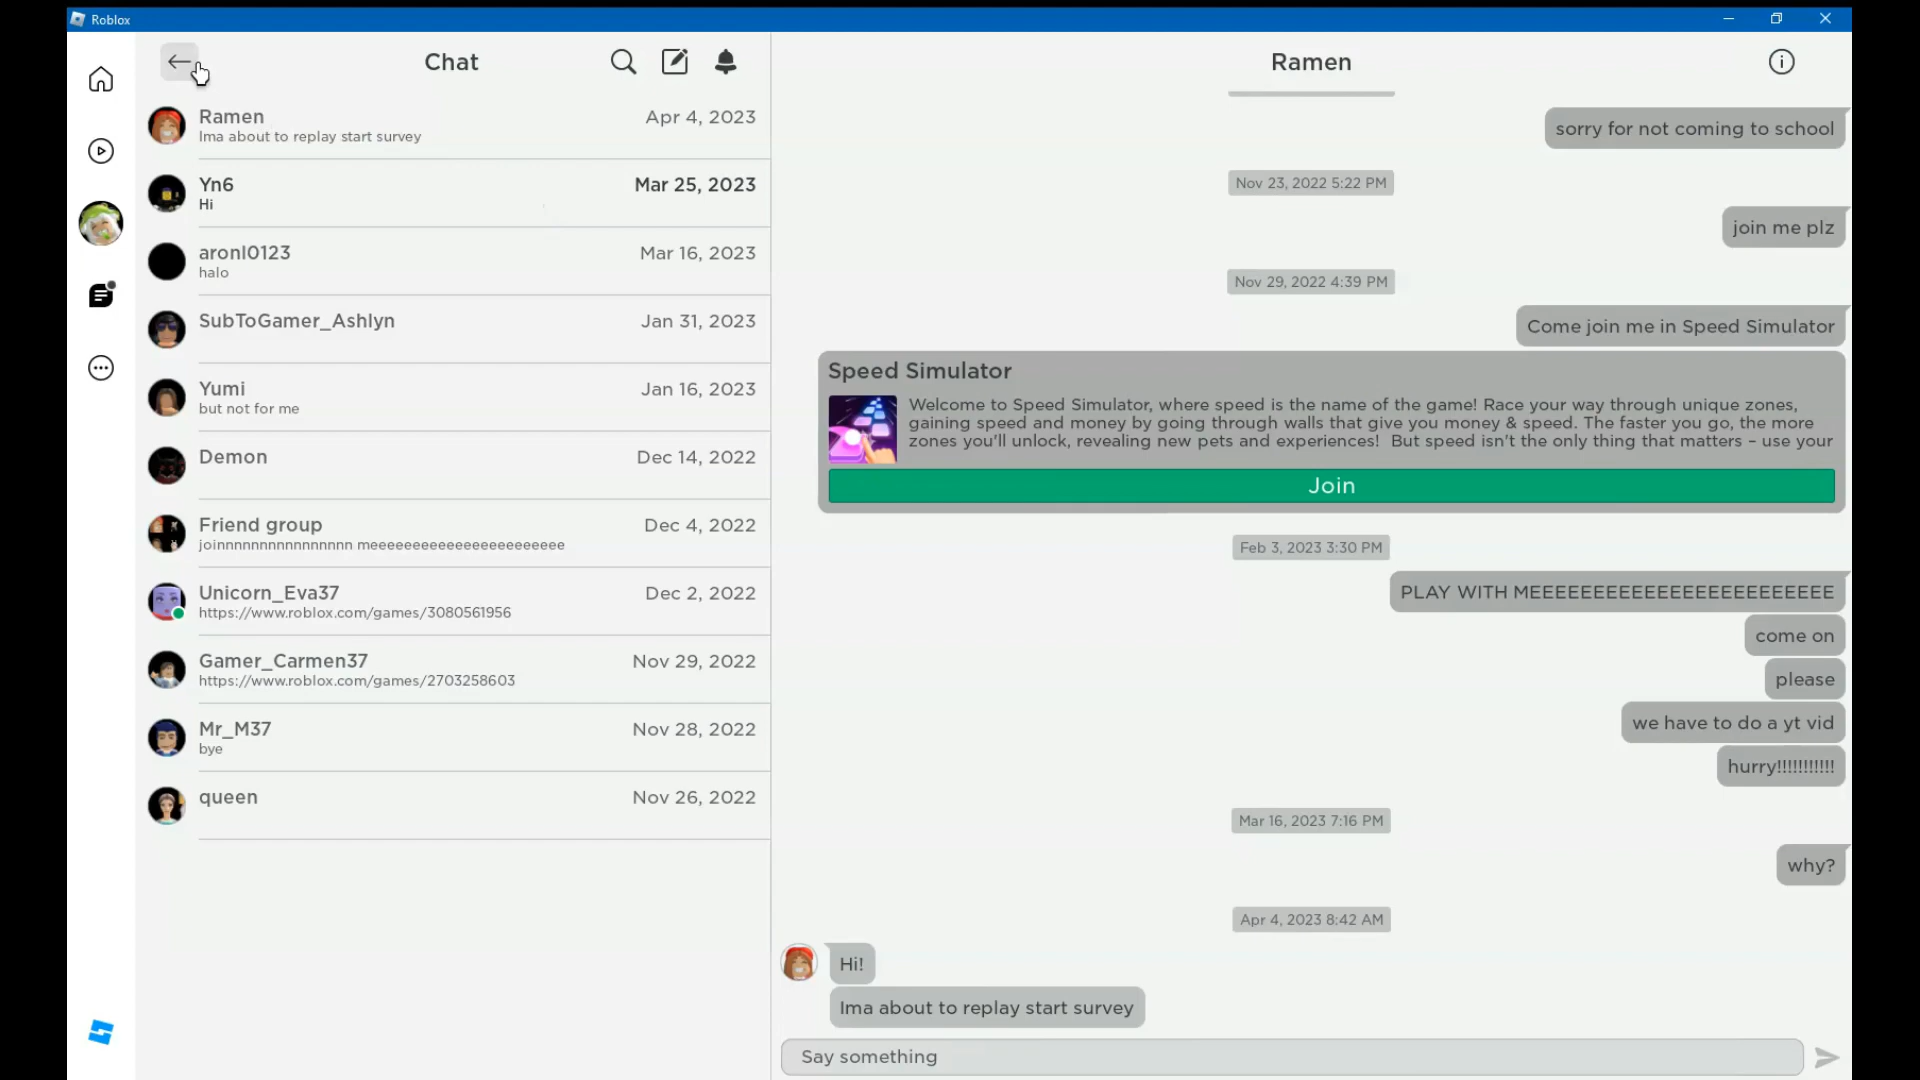 Roblox
Chat
Ramen
Apr 4, 2023
Ima about to replay start survey
Yn6
Mar 25, 2023
Hi
aronl0123
Mar 16, 2023
halo
SubToGamer_Ashlyn
Jan 31, 2023
Yumi
Jan 16, 2023
but not for me
Demon
Dec 14, 2022
Friend group
Dec 4, 2022
joinnnnnnnnnnnnnnnn meeeeeeeeeeeeeeeeeeeeeee
Unicorn_Eva37
Dec 2, 2022
https://www.roblox.com/games/3080561956
Gamer_Carmen37
Nov 29, 2022
https://www.roblox.com/games/2703258603
Mr_M37
Nov 28, 2022
bye
queen
Nov 26, 2022
Ramen
sorry for not coming to school
Nov 23, 2022 5:22 PM
join me plz
Nov 29, 2022 4:39 PM
Come join me in Speed Simulator
Speed Simulator
Welcome to Speed Simulator, where speed is the name of the game! Race your way through unique zones,
gaining speed and money by going through walls that give you money & speed. The faster you go, the more
zones you'll unlock, revealing new pets and experiences! But speed isn't the only thing that matters – use your
Join
Feb 3, 2023 3:30 PM
PLAY WITH MEEEEEEEEEEEEEEEEEEEEEEEE
come on
please
we have to do a yt vid
hurry!!!!!!!!!!!
Mar 16, 2023 7:16 PM
why?
Apr 4, 2023 8:42 AM
Hi!
Ima about to replay start survey
Say something